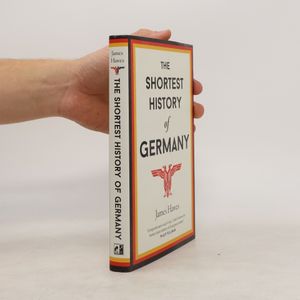 James
Hawes
THE SHORTEST HISTORY OF GERMANY
THE
SHORTEST
HISTORY
of
GERMANY
James Hawes